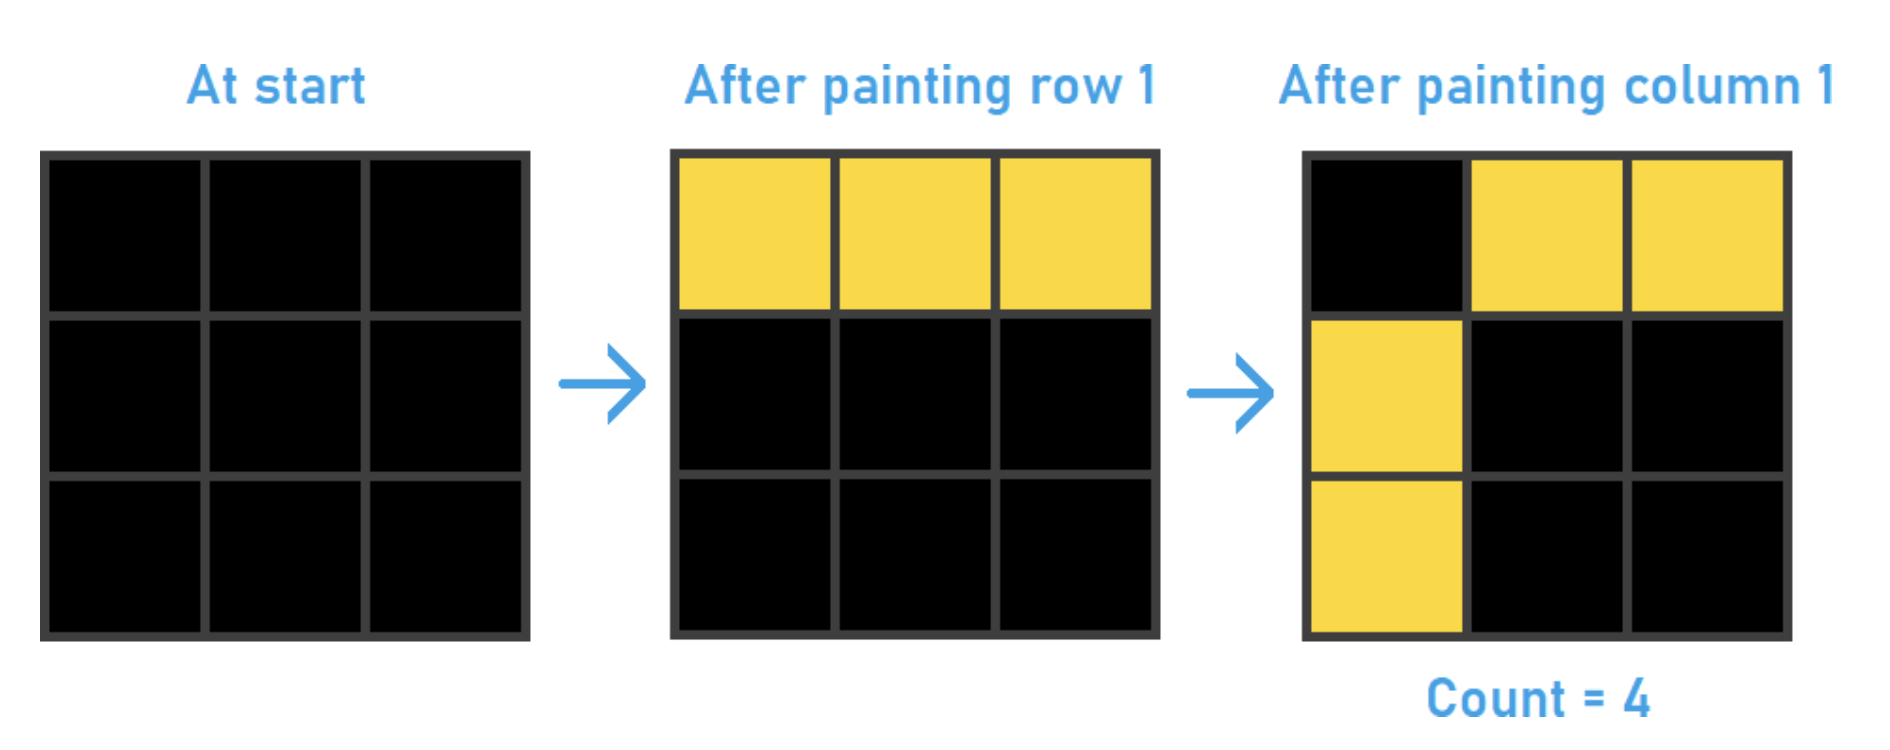 At start
After painting row 1
After painting column 1
Count = 4